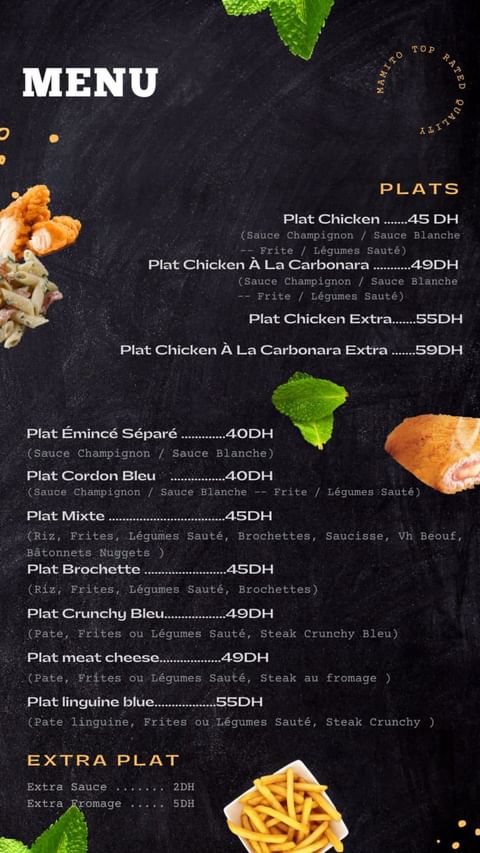 MENU
MAMITO TOP RATED QUALITY
PLATS
Plat Chicken .......45 DH
(Sauce Champignon / Sauce Blanche
-- Frite / Légumes Sauté)
Plat Chicken À La Carbonara ...........49DH
(Sauce Champignon / Sauce Blanche
-- Frite / Légumes Sauté)
Plat Chicken Extra.......55DH
Plat Chicken À La Carbonara Extra .......59DH
Plat Émincé Séparé .............40DH
(Sauce Champignon / Sauce Blanche)
Plat Cordon Bleu ................40DH
(Sauce Champignon / Sauce Blanche -- Frite / Légumes Sauté)
Plat Mixte ..................................45DH
(Riz, Frites, Légumes Sauté, Brochettes, Saucisse, Vh Beouf,
Bâtonnets Nuggets )
Plat Brochette ........................45DH
(Riz, Frites, Légumes Sauté, Brochettes)
Plat Crunchy Bleu..................49DH
(Pate, Frites ou Légumes Sauté, Steak Crunchy Bleu)
Plat meat cheese..................49DH
(Pate, Frites ou Légumes Sauté, Steak au fromage )
Plat linguine blue..................55DH
(Pate linguine, Frites ou Légumes Sauté, Steak Crunchy )
EXTRA PLAT
Extra Sauce ....... 2DH
Extra Fromage ..... 5DH